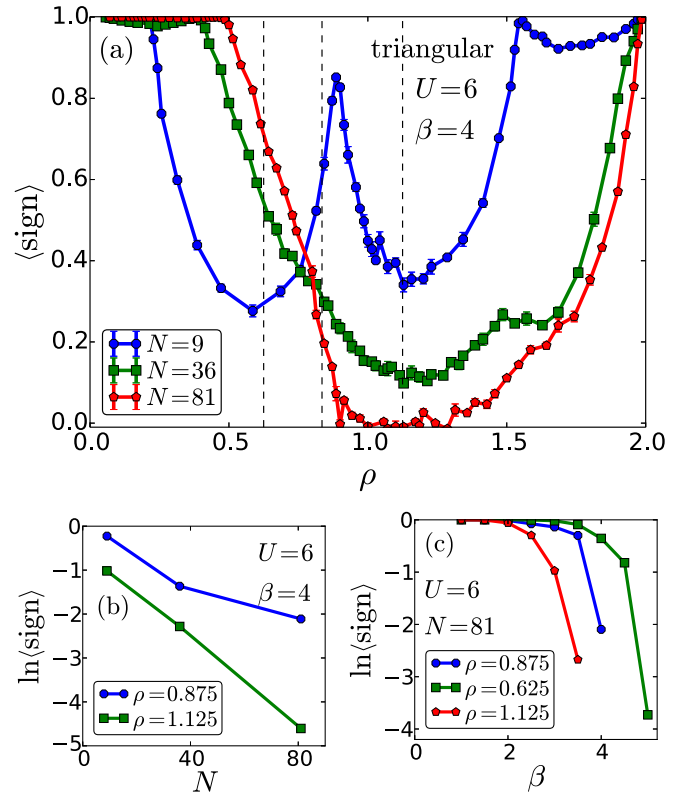 (a)
triangular
U=6
β=4
⟨sign⟩
1.0
0.8
0.6
0.4
0.2
0.0
N=9
N=36
N=81
0.0 0.5 1.0 1.5 2.0
ρ
(b)
U=6
β=4
ln⟨sign⟩
0
−1
−2
−3
−4
−5
ρ=0.875
ρ=1.125
0 20 40 60 80
N
(c)
U=6
N=81
ln⟨sign⟩
0
−1
−2
−3
−4
ρ=0.875
ρ=0.625
ρ=1.125
0 2 4
β